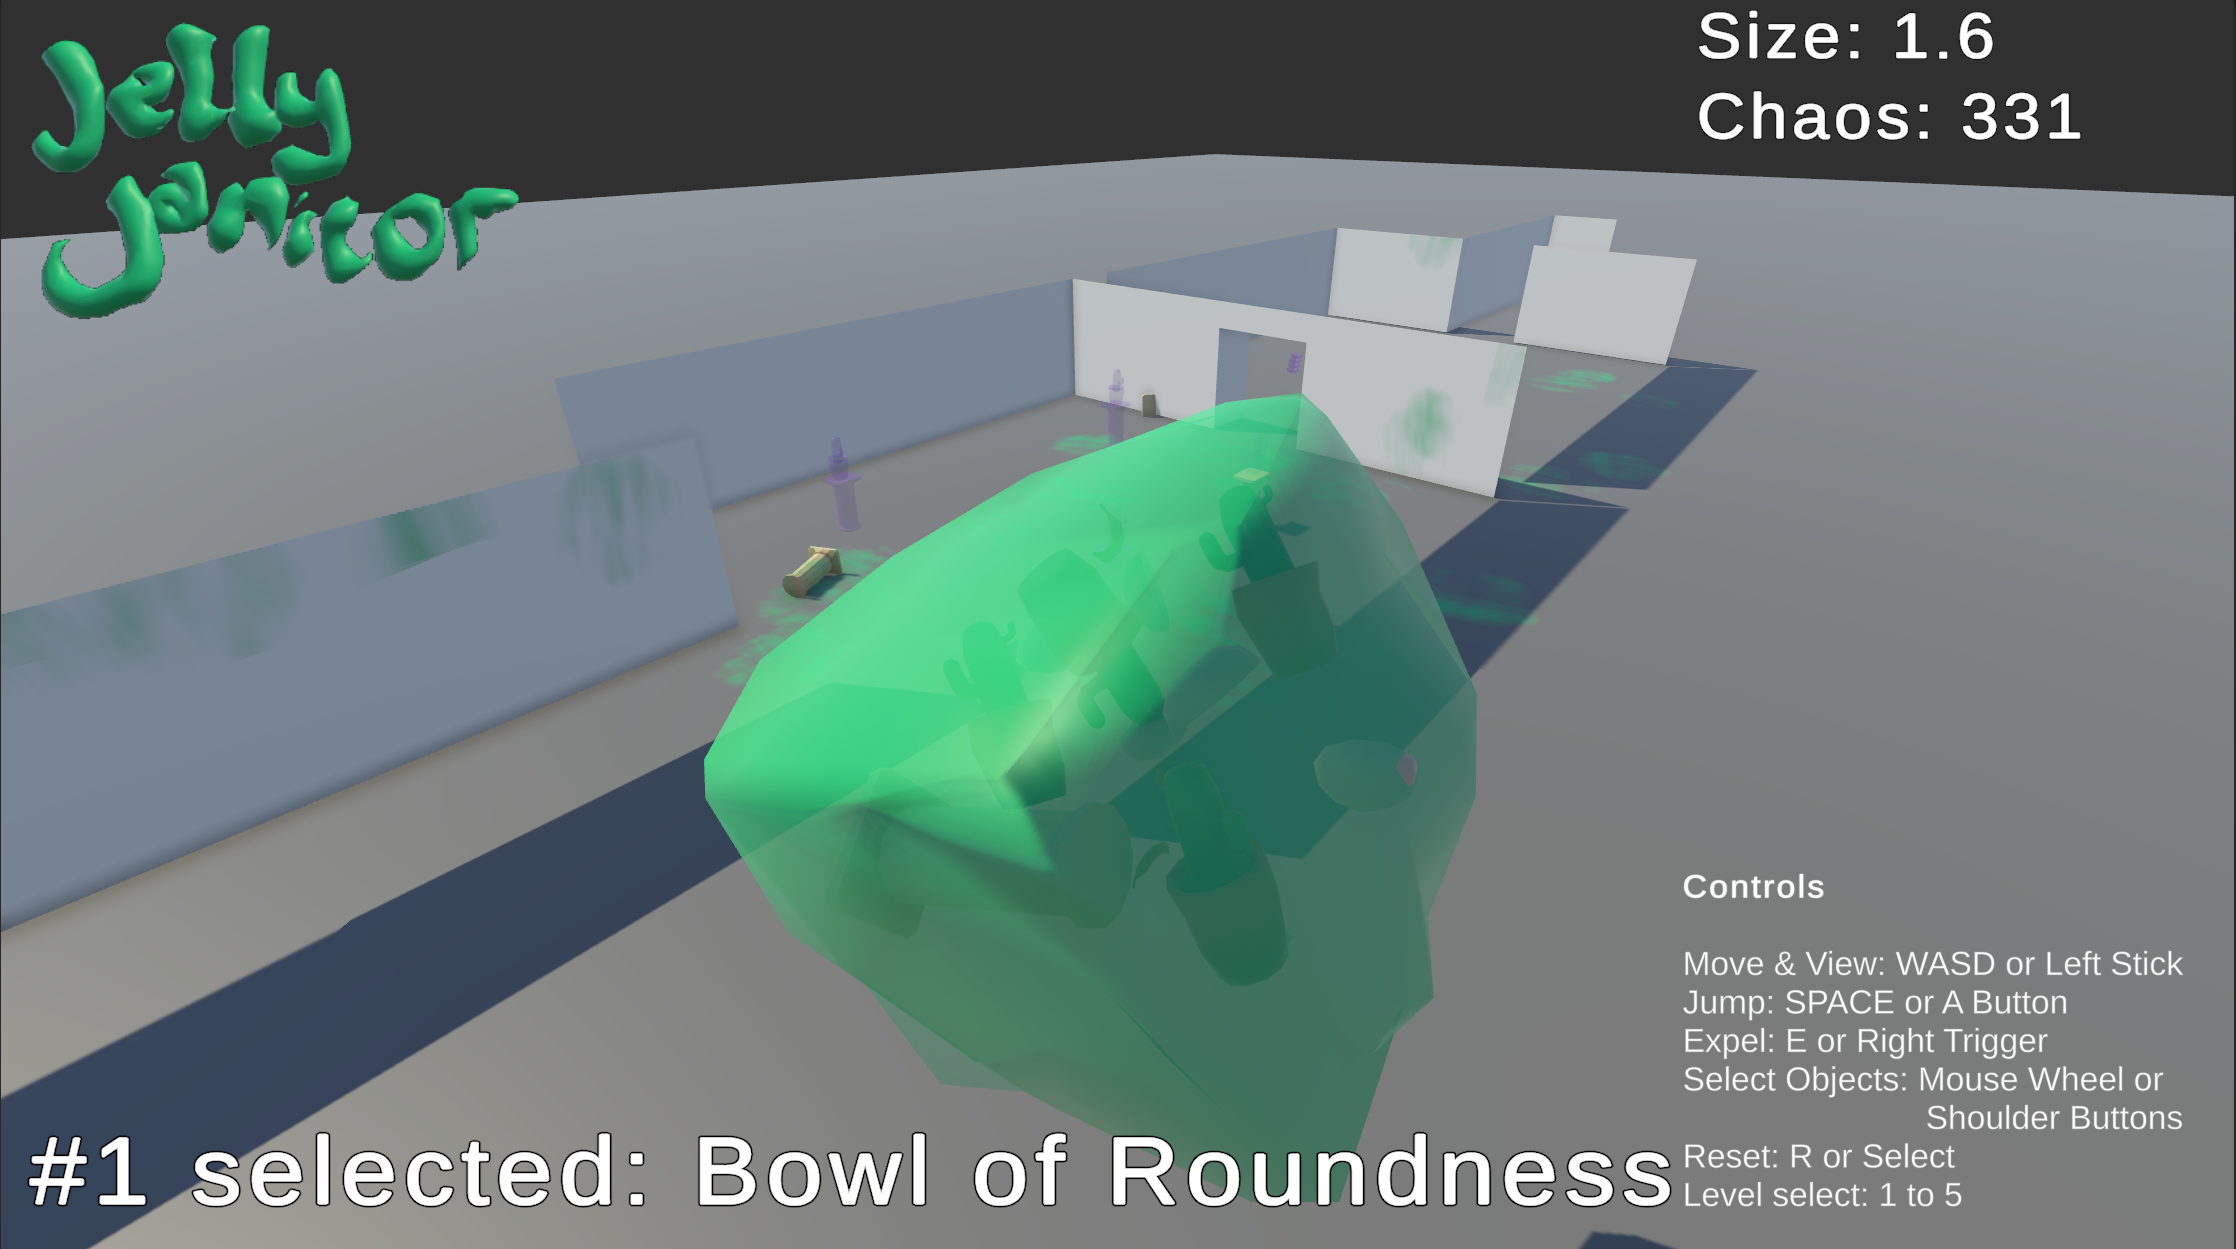 Jelly
Janitor
Size: 1.6
Chaos: 331
Controls
Move & View: WASD or Left Stick
Jump: SPACE or A Button
Expel: E or Right Trigger
Select Objects: Mouse Wheel or
Shoulder Buttons
Reset: R or Select
Level select: 1 to 5
#1 selected: Bowl of Roundness